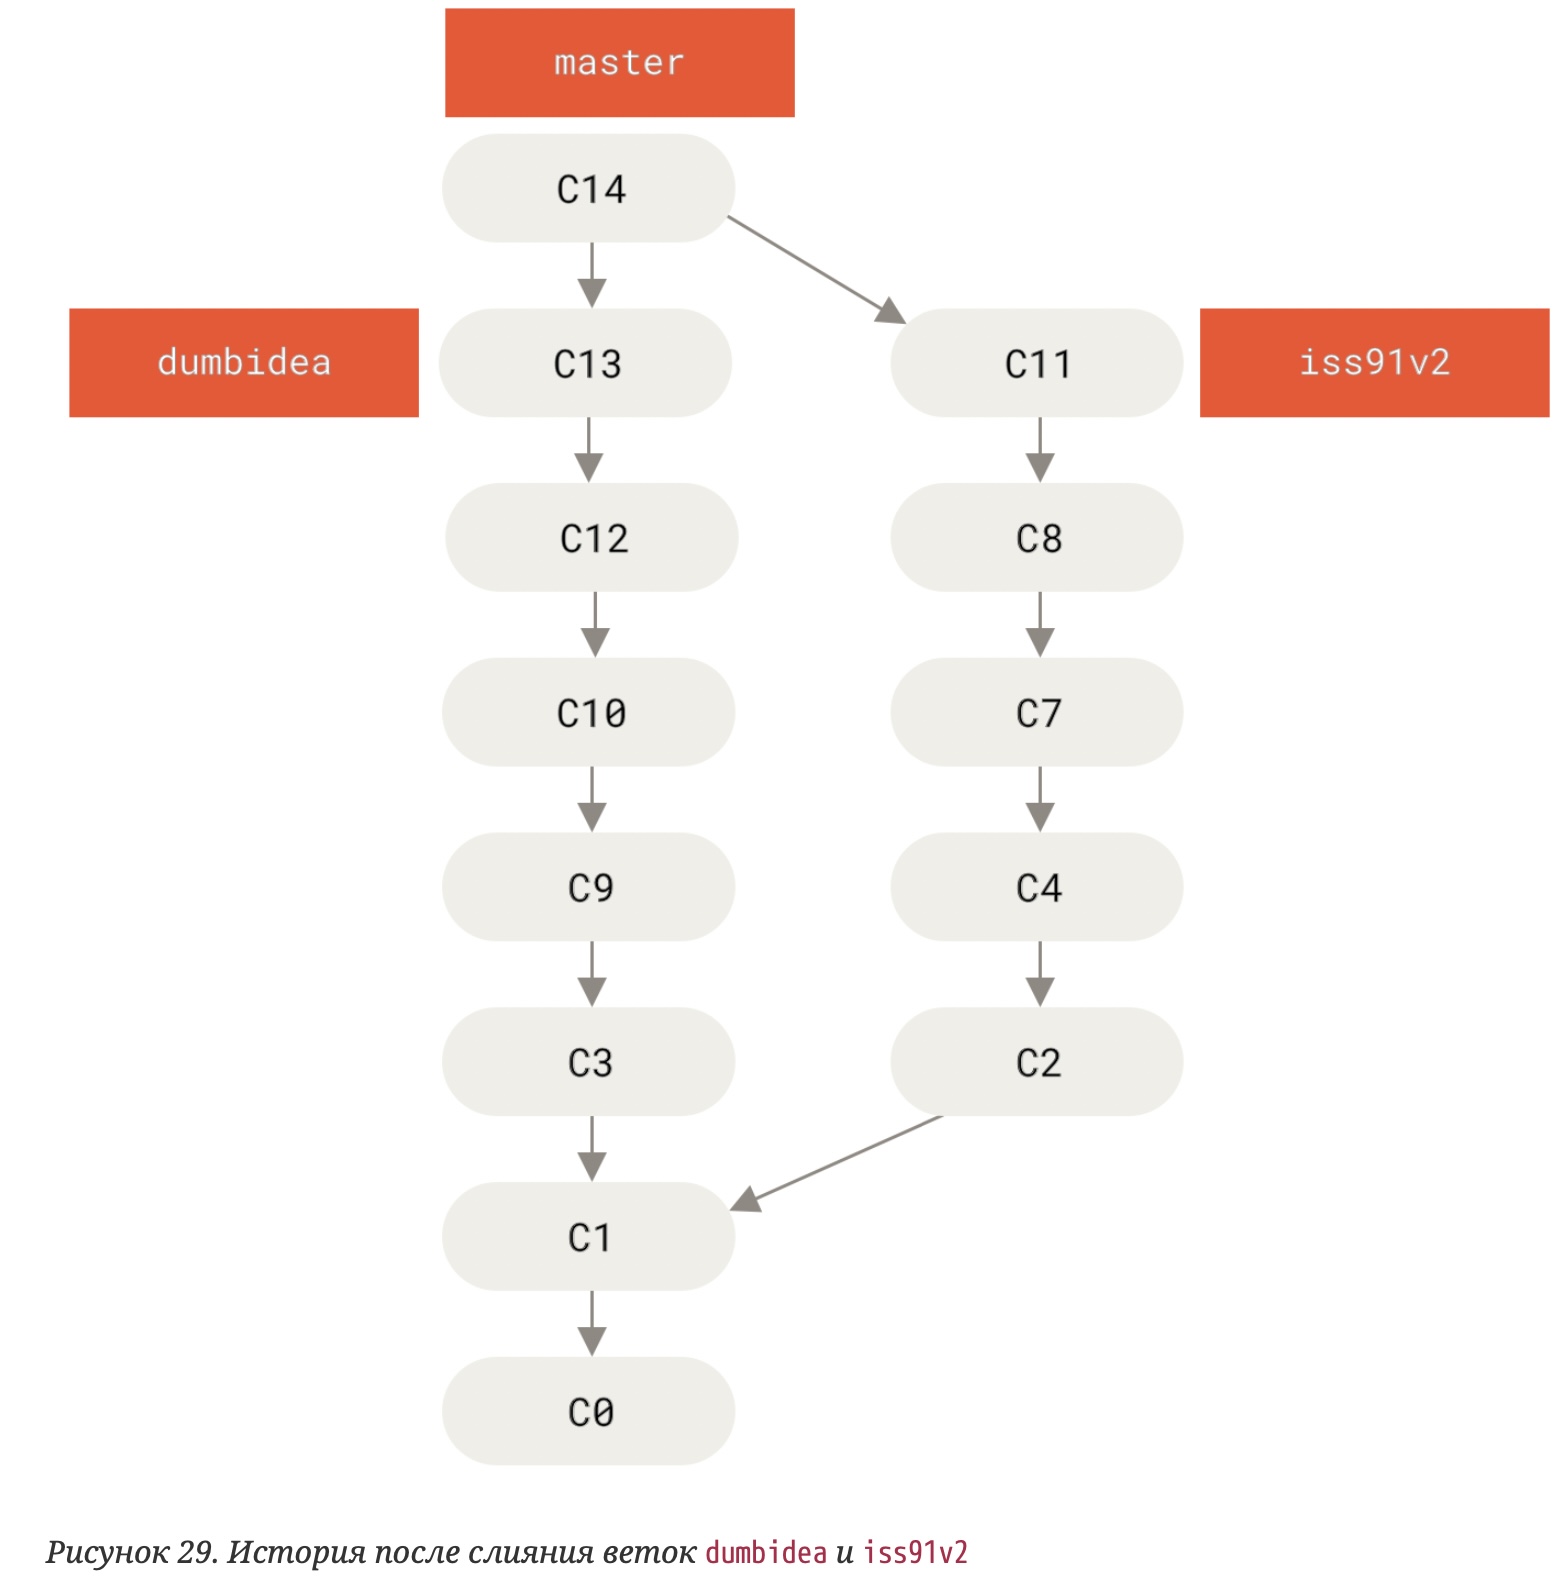 master
C14
dumbidea
C13
C11
iss91v2
C12
C8
C10
C7
C9
C4
C3
C2
C1
C0
Рисунок 29. История после слияния веток dumbidea и iss91v2